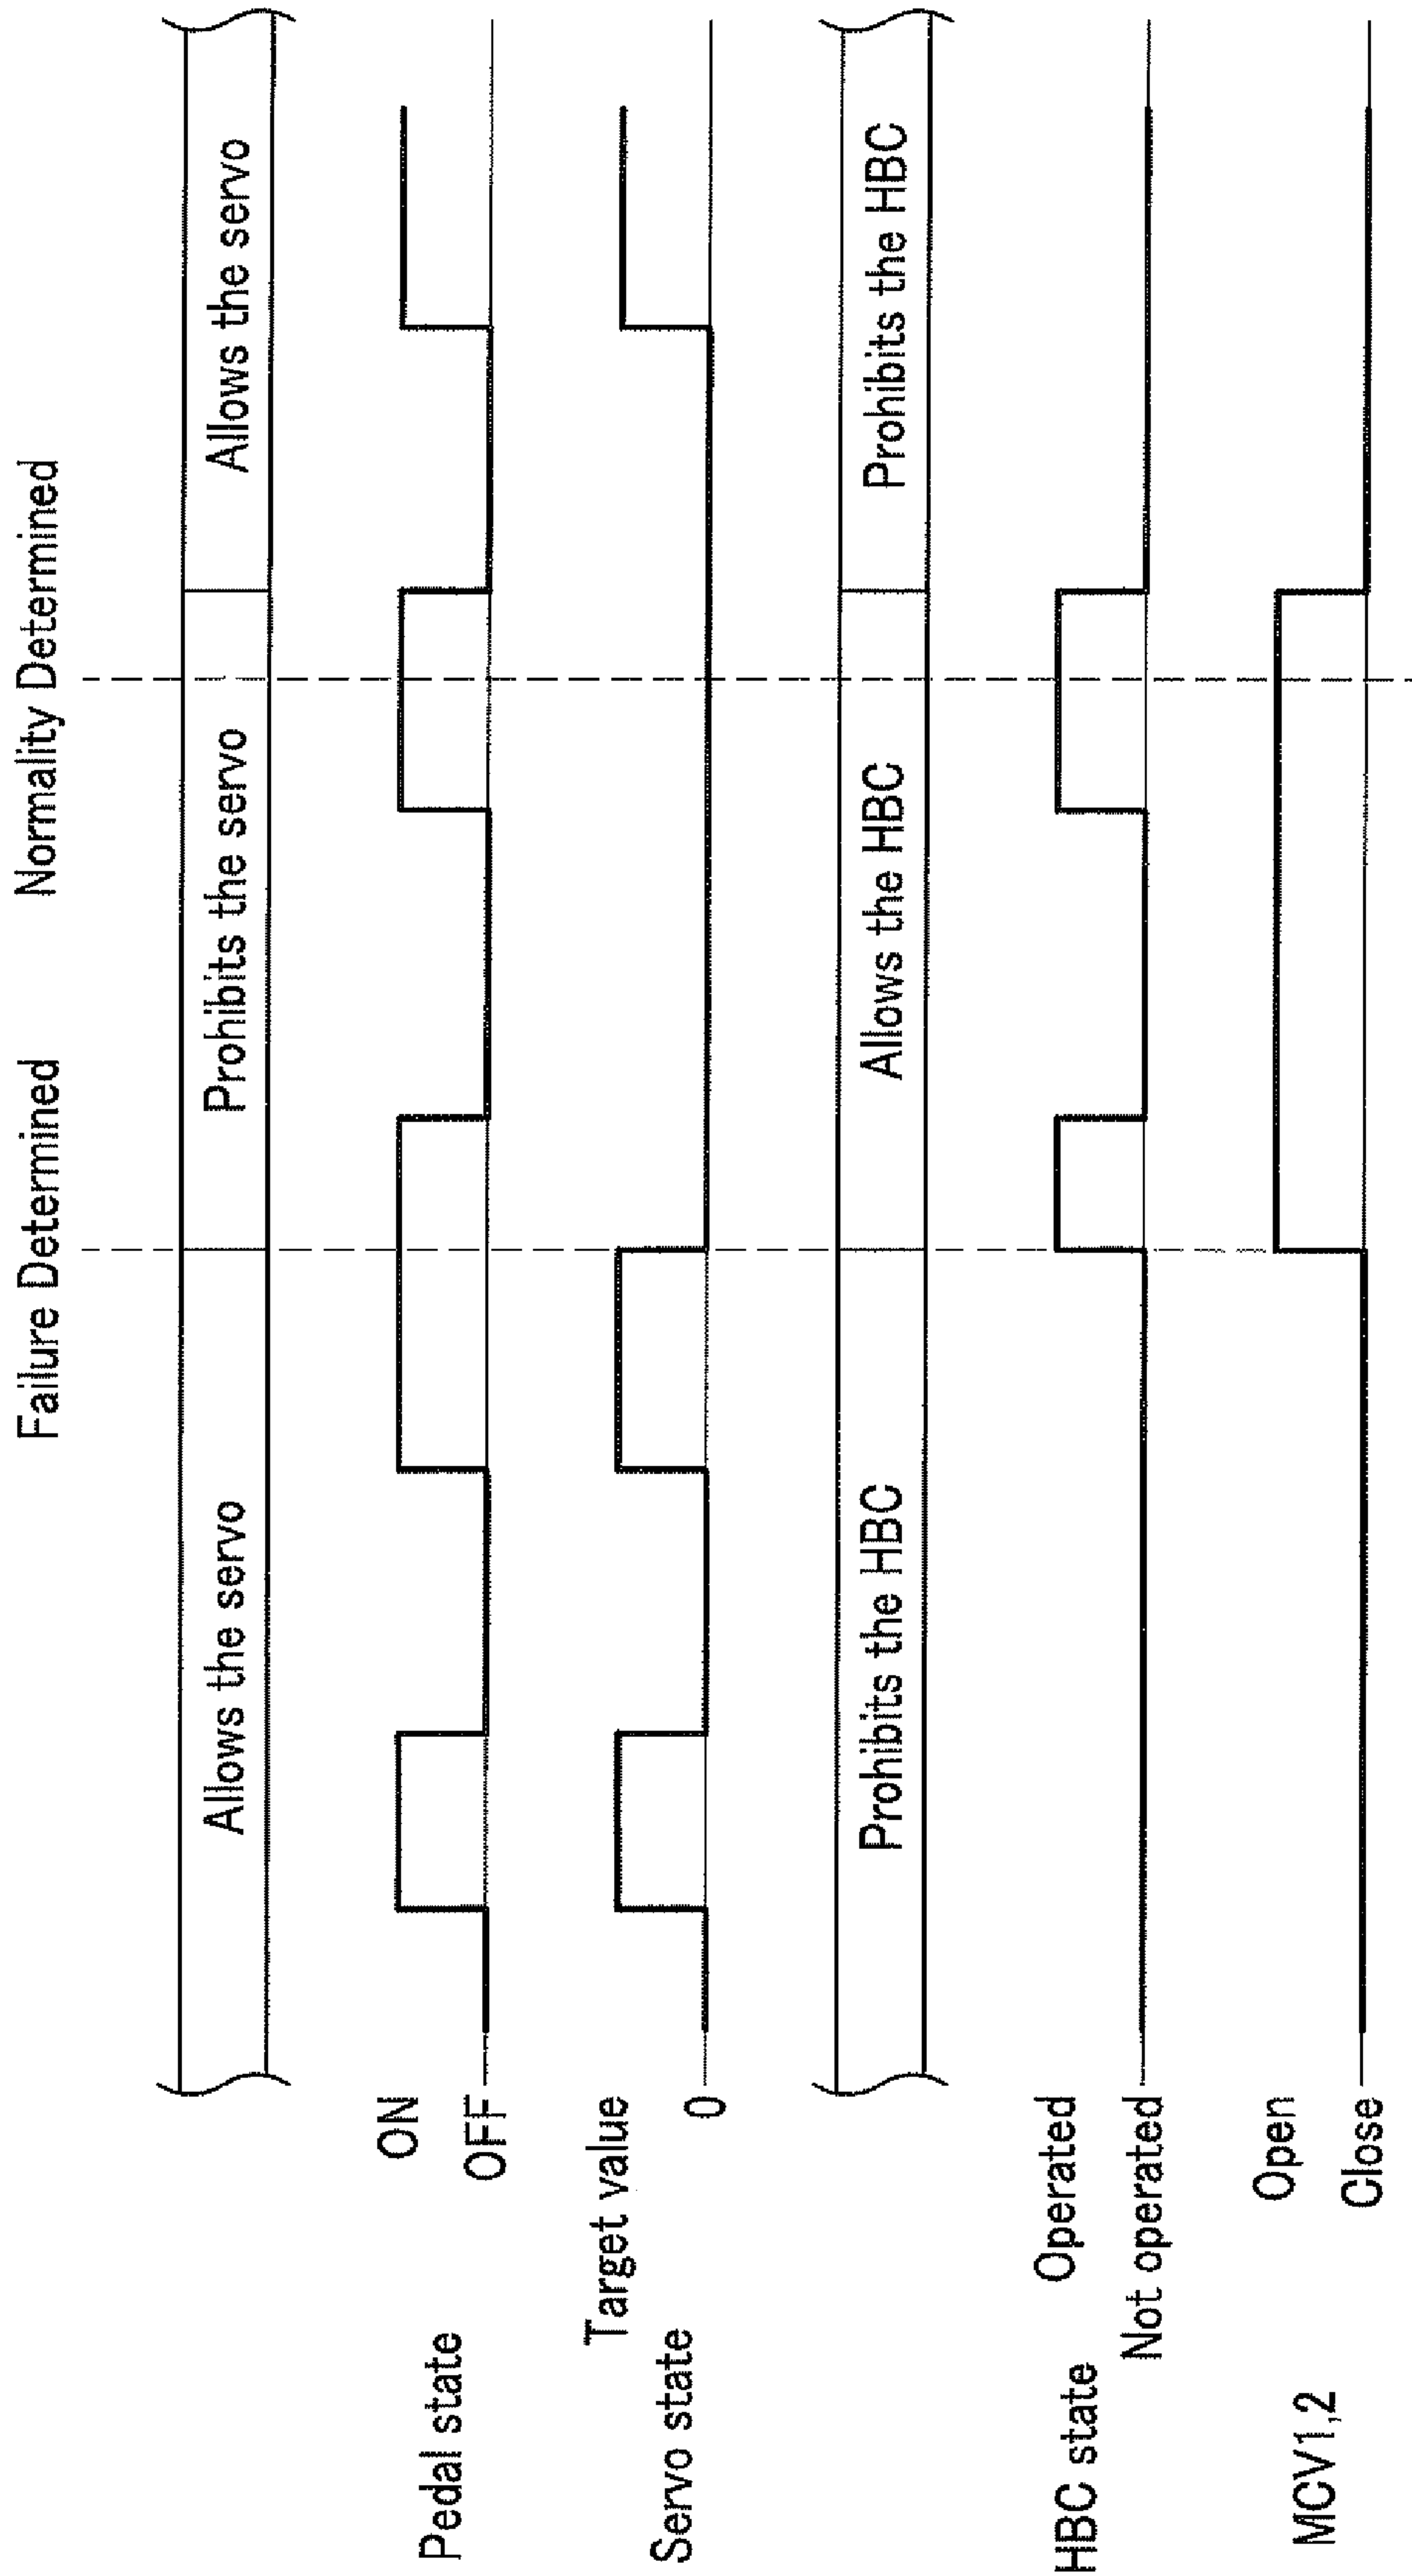 Failure Determined
Normality Determined
Allows the servo
Prohibits the servo
Allows the servo
Pedal state
ON
OFF
Target value
Servo state
0
Prohibits the HBC
Allows the HBC
Prohibits the HBC
HBC state
Operated
Not operated
MCV1,2
Open
Close